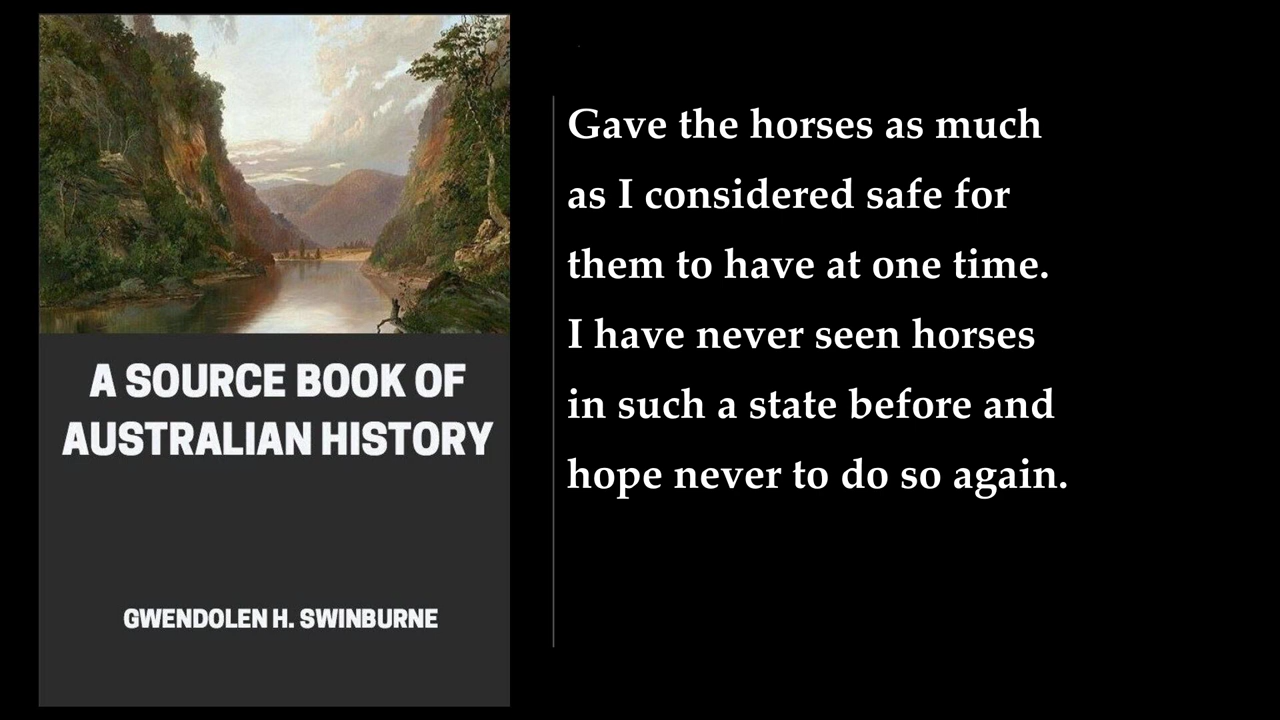 A SOURCE BOOK OF
AUSTRALIAN HISTORY
GWENDOLEN H. SWINBURNE
Gave the horses as much
as I considered safe for
them to have at one time.
I have never seen horses
in such a state before and
hope never to do so again.